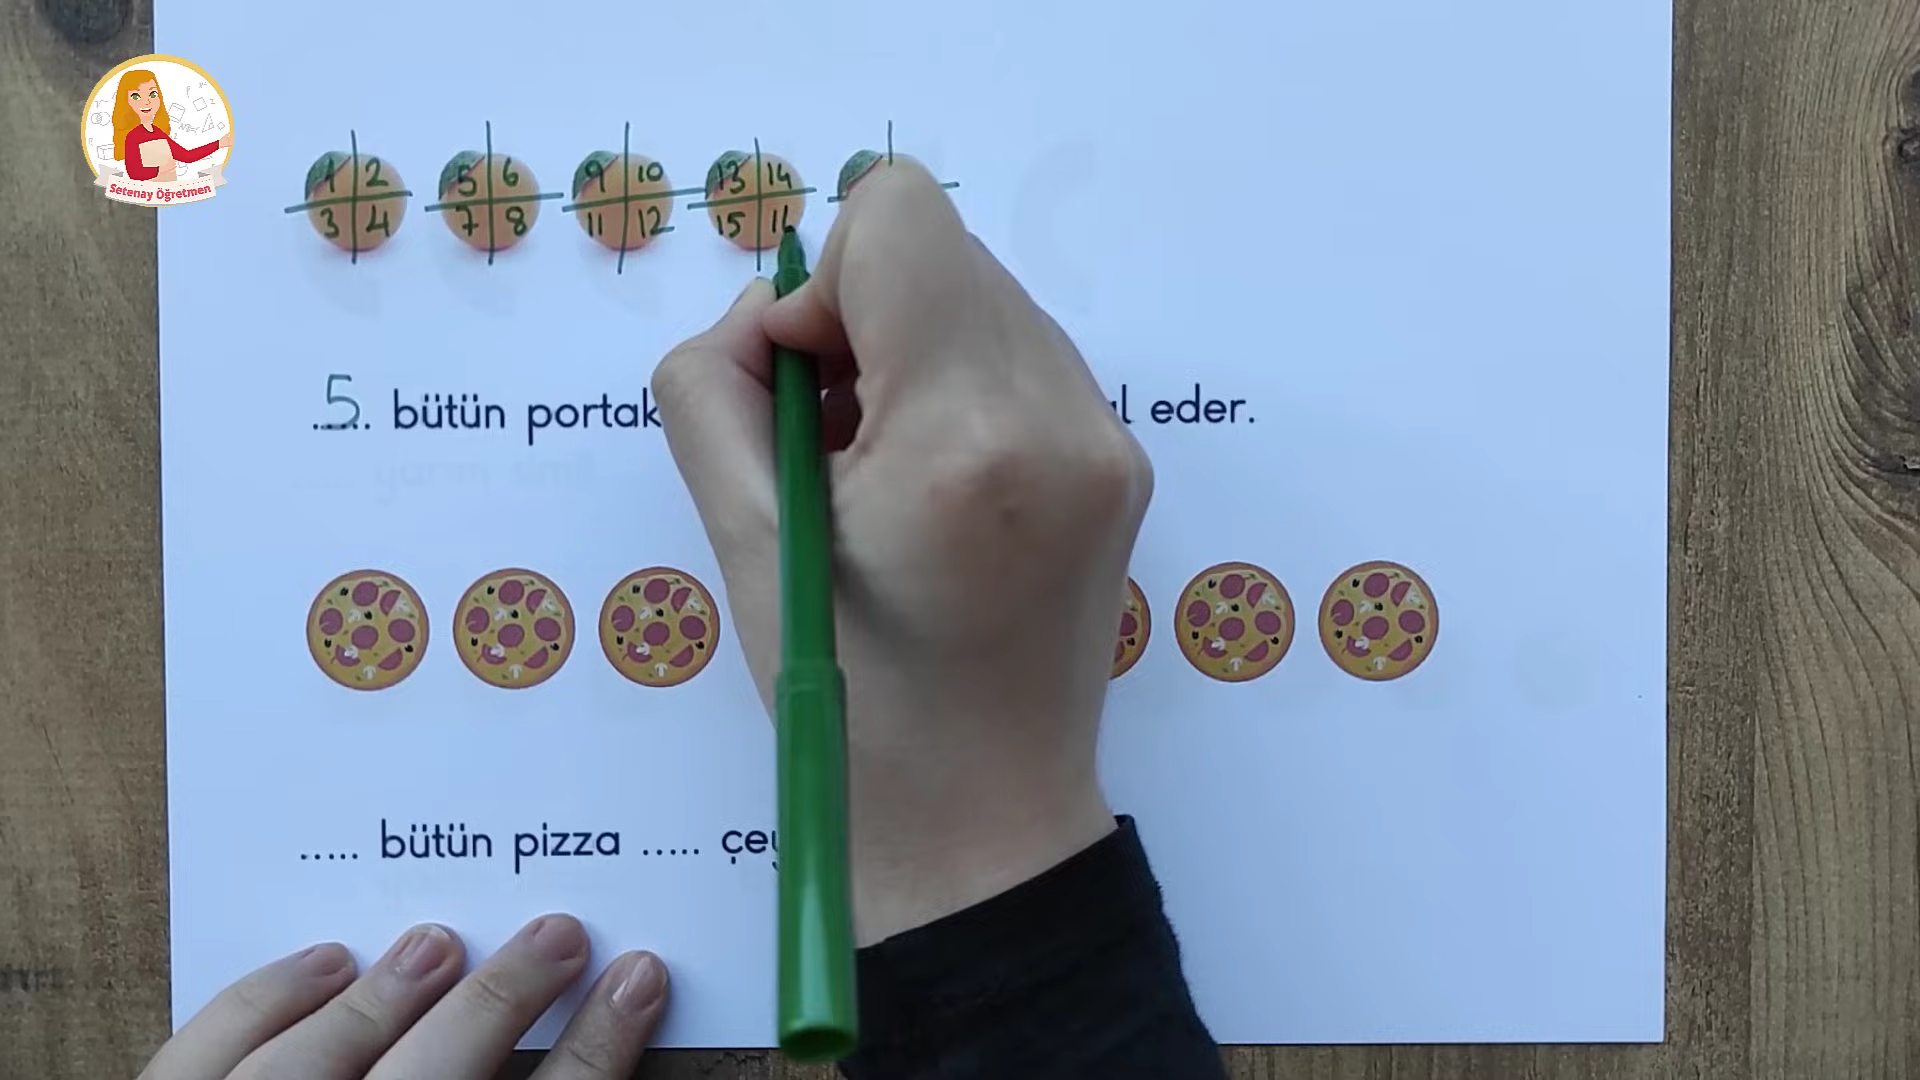 Setenay Öğretmen
1 2 5 6 9 10 13 14
3 4 7 8 11 12 15 16
..5.. bütün portak eder.
..... bütün pizza ..... çey